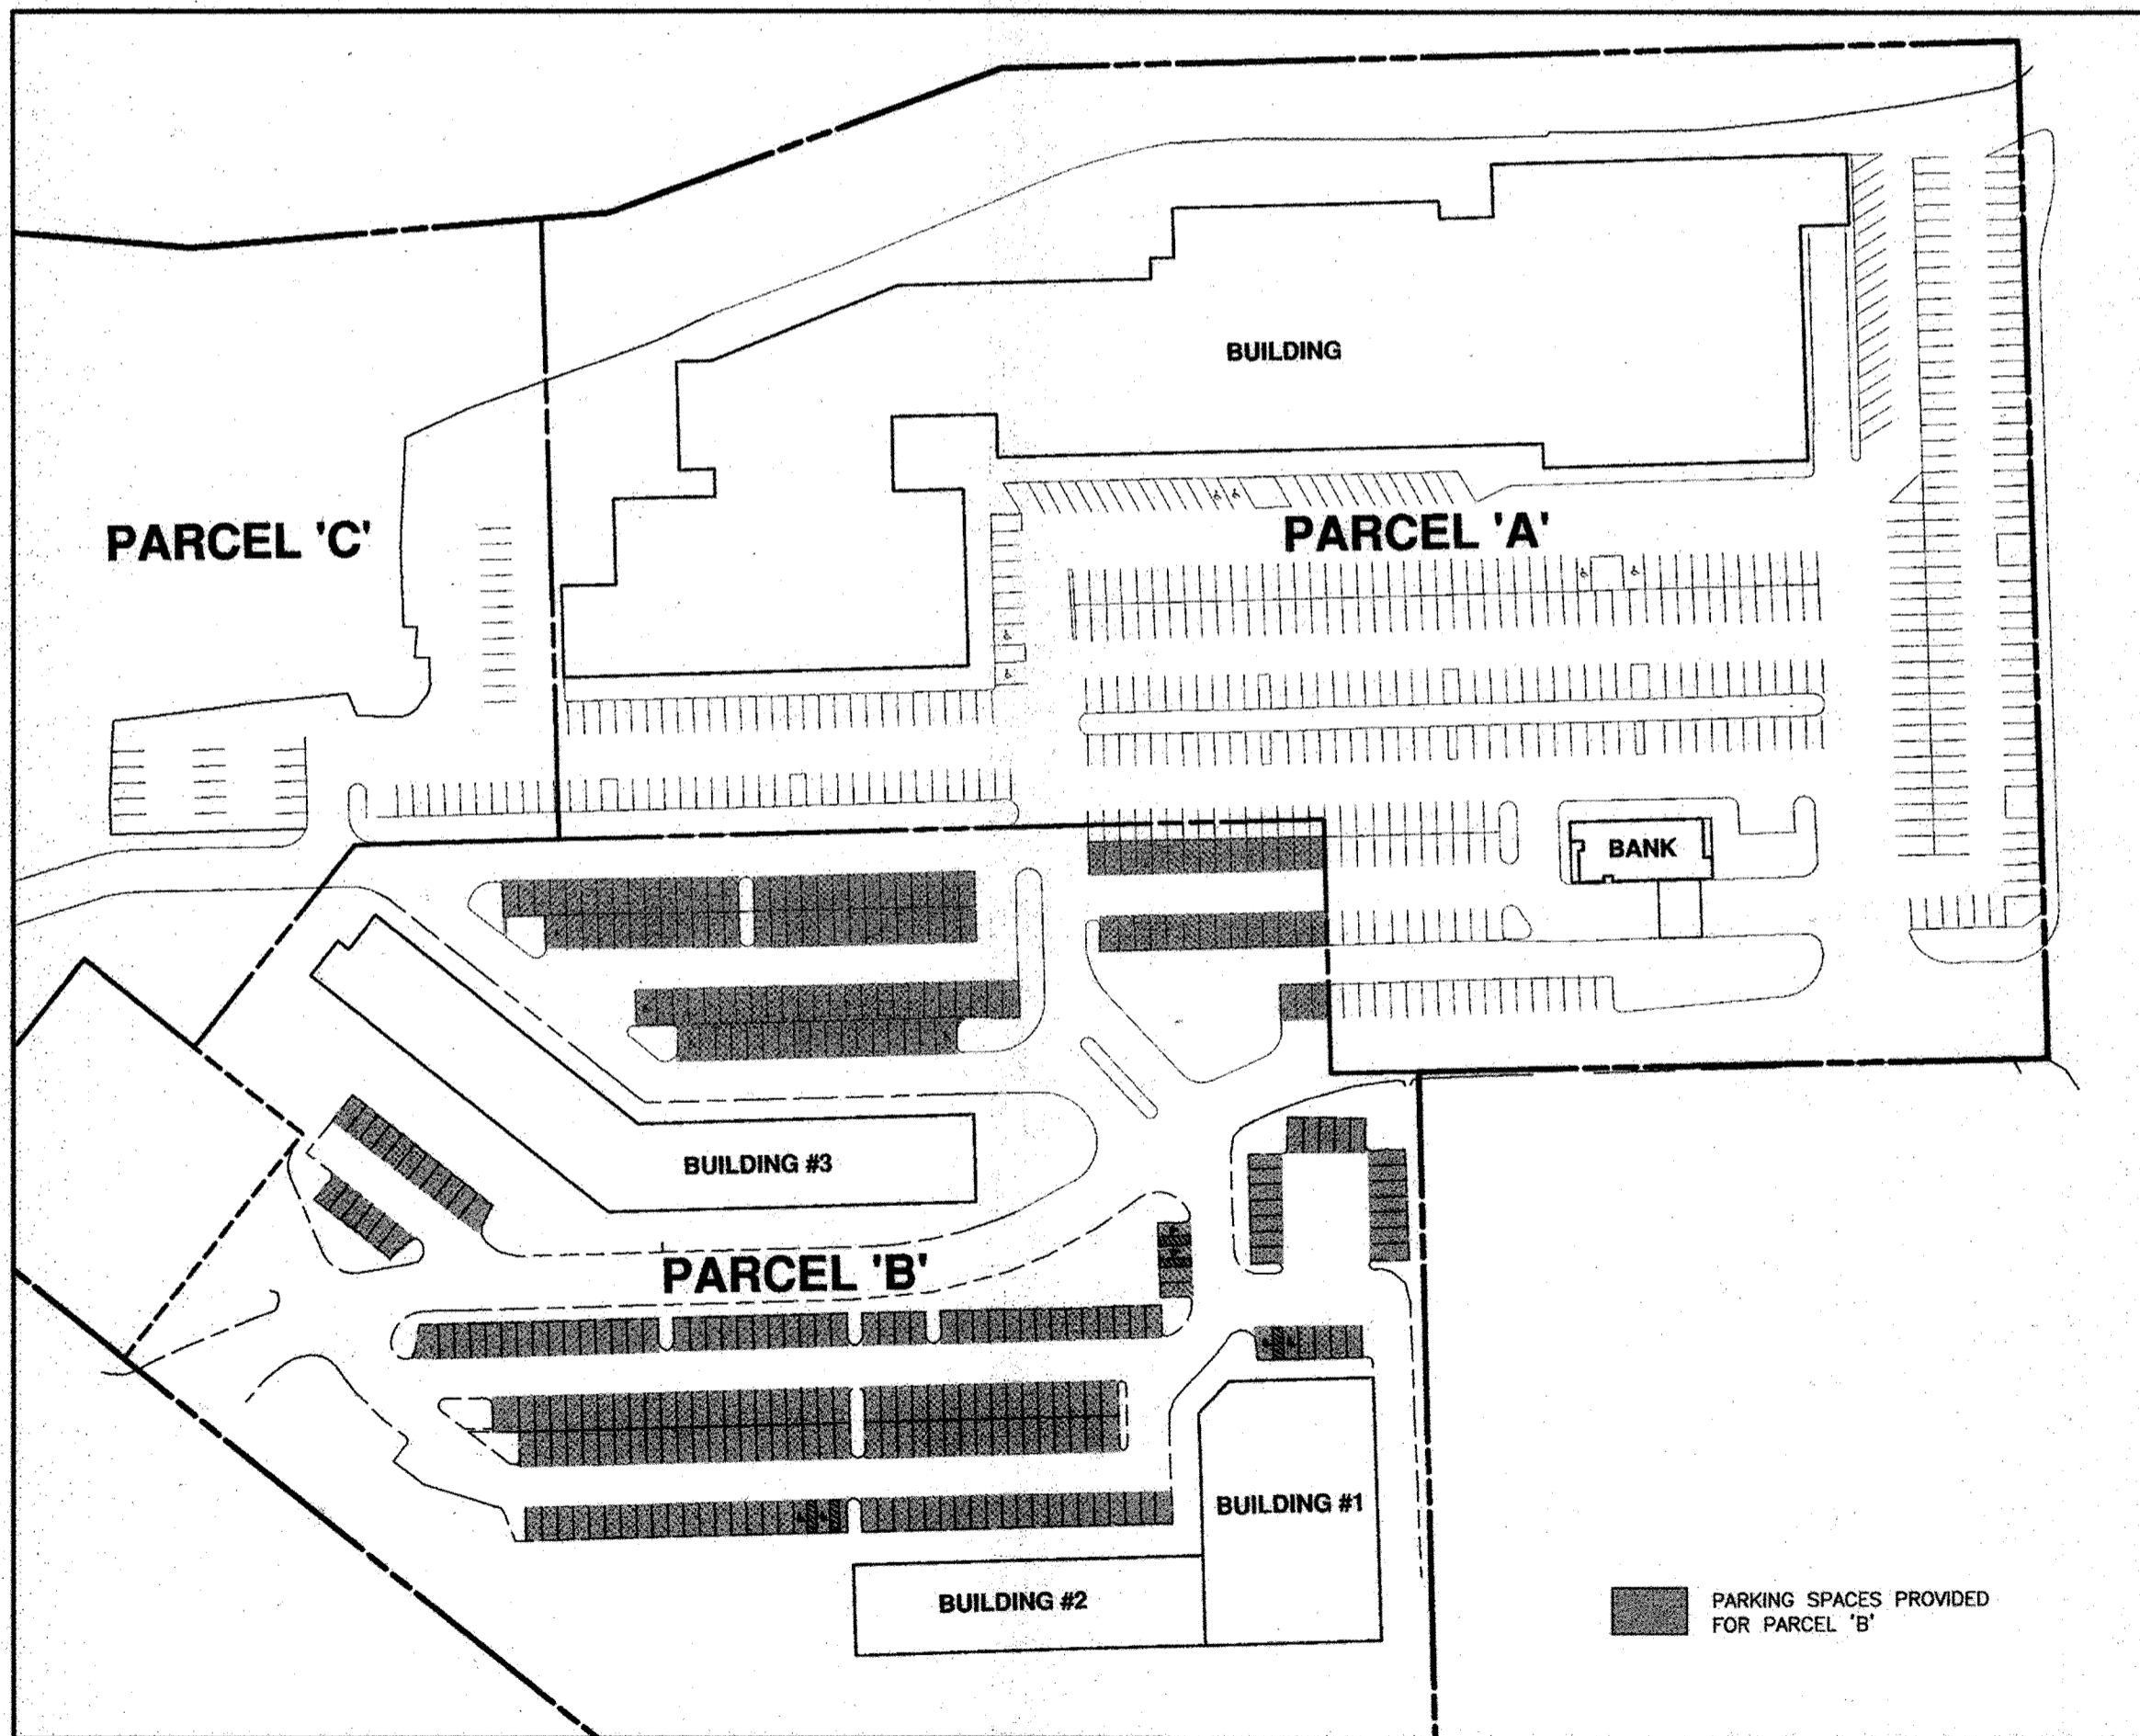 BUILDING
PARCEL 'C'
PARCEL 'A'
BANK
BUILDING #3
PARCEL 'B'
BUILDING #1
BUILDING #2
PARKING SPACES PROVIDED
FOR PARCEL 'B'